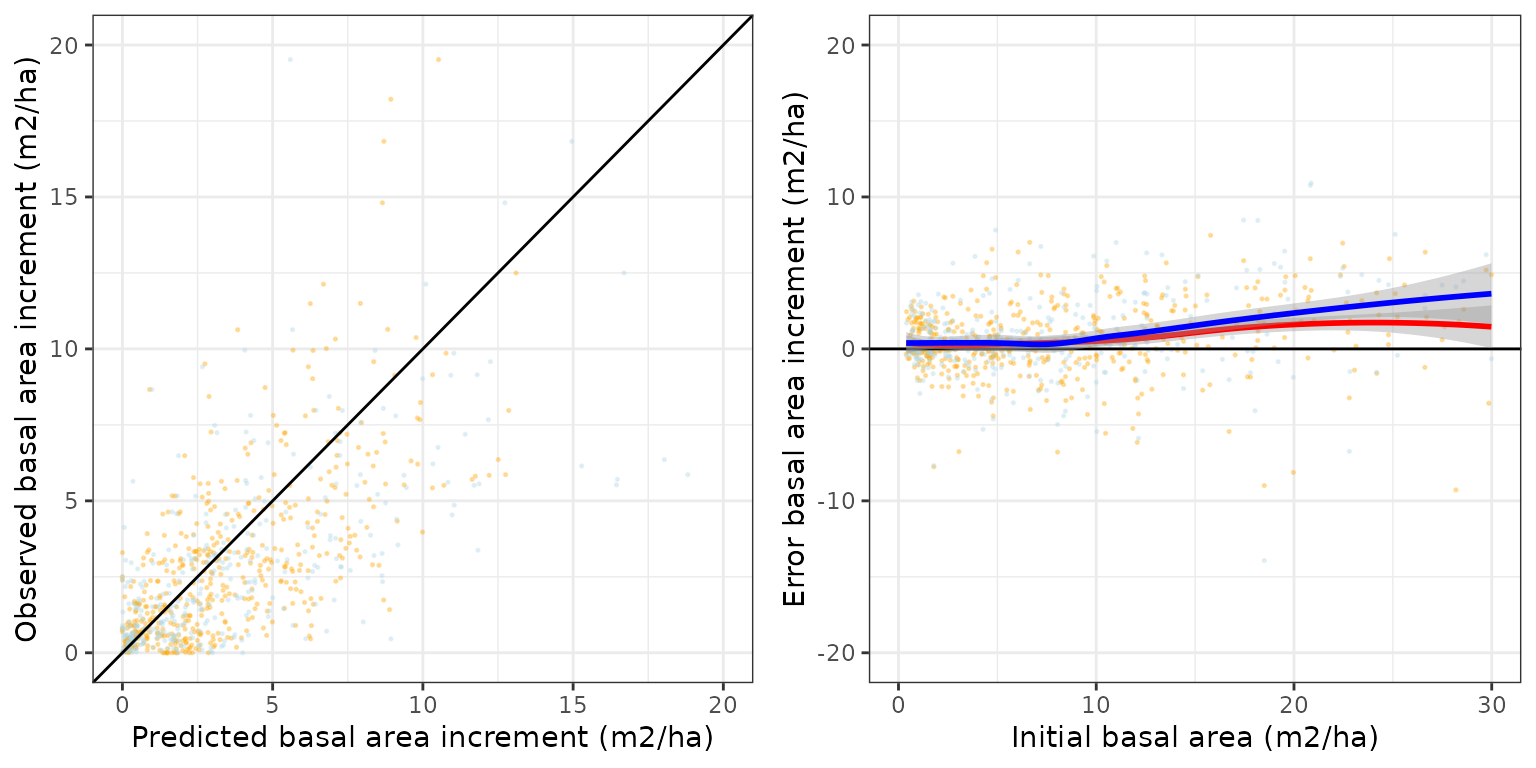 Observed basal area increment (m2/ha)
20
15
10
5
0
0 5 10 15 20
Predicted basal area increment (m2/ha)
Error basal area increment (m2/ha)
20
10
0
-10
-20
0 10 20 30
Initial basal area (m2/ha)